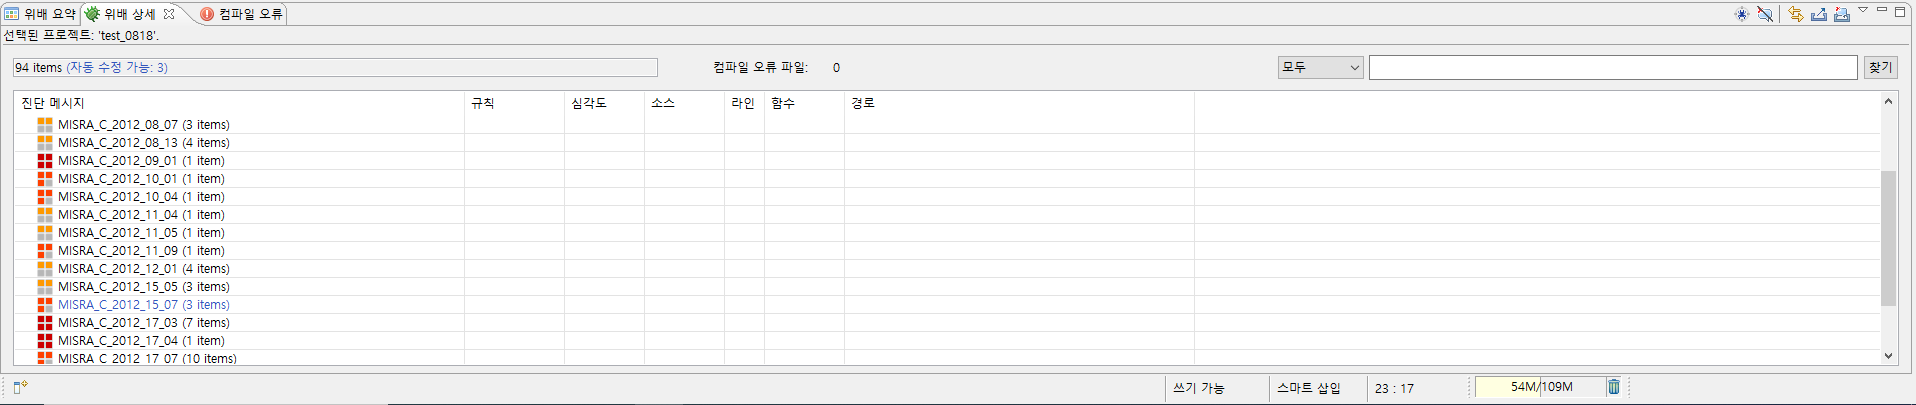 위배 요약 위배 상세 컴파일 오류
선택된 프로젝트: 'test_0818'.
94 items (자동 수정 가능: 3) 컴파일 오류 파일: 0 모두 찾기
진단 메시지 규칙 심각도 소스 라인 함수 경로
MISRA_C_2012_08_07 (3 items)
MISRA_C_2012_08_13 (4 items)
MISRA_C_2012_09_01 (1 item)
MISRA_C_2012_10_01 (1 item)
MISRA_C_2012_10_04 (1 item)
MISRA_C_2012_11_04 (1 item)
MISRA_C_2012_11_05 (1 item)
MISRA_C_2012_11_09 (1 item)
MISRA_C_2012_12_01 (4 items)
MISRA_C_2012_15_05 (3 items)
MISRA_C_2012_15_07 (3 items)
MISRA_C_2012_17_03 (7 items)
MISRA_C_2012_17_04 (1 item)
MISRA_C_2012_17_07 (10 items)
쓰기 가능 스마트 삽입 23 : 17 54M/109M